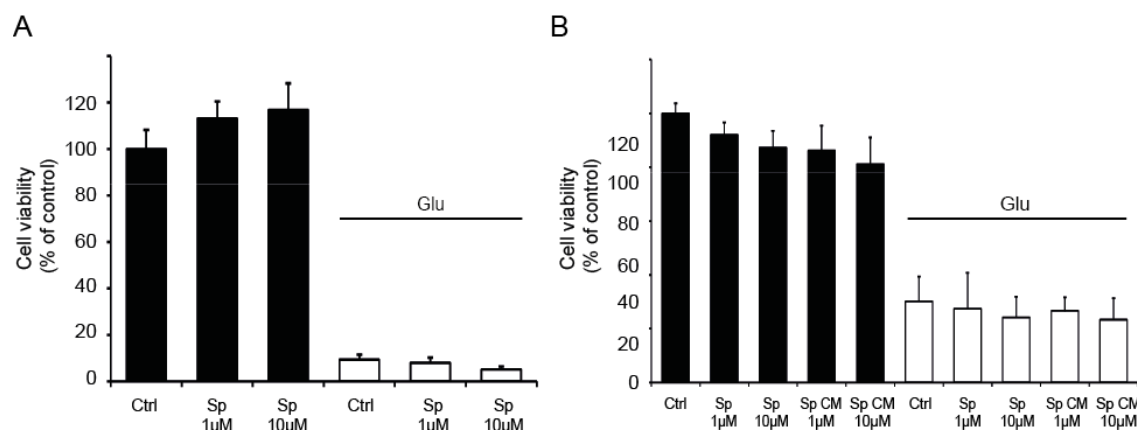 A
Cell viability
(% of control)
120
100
80
60
40
20
0
Glu
Ctrl
Sp
1µM
Sp
10µM
Ctrl
Sp
1µM
Sp
10µM
B
Cell viability
(% of control)
120
100
60
40
20
0
Glu
Ctrl
Sp
1µM
Sp
10µM
Sp CM
1µM
Sp CM
10µM
Ctrl
Sp
1µM
Sp
10µM
Sp CM
1µM
Sp CM
10µM